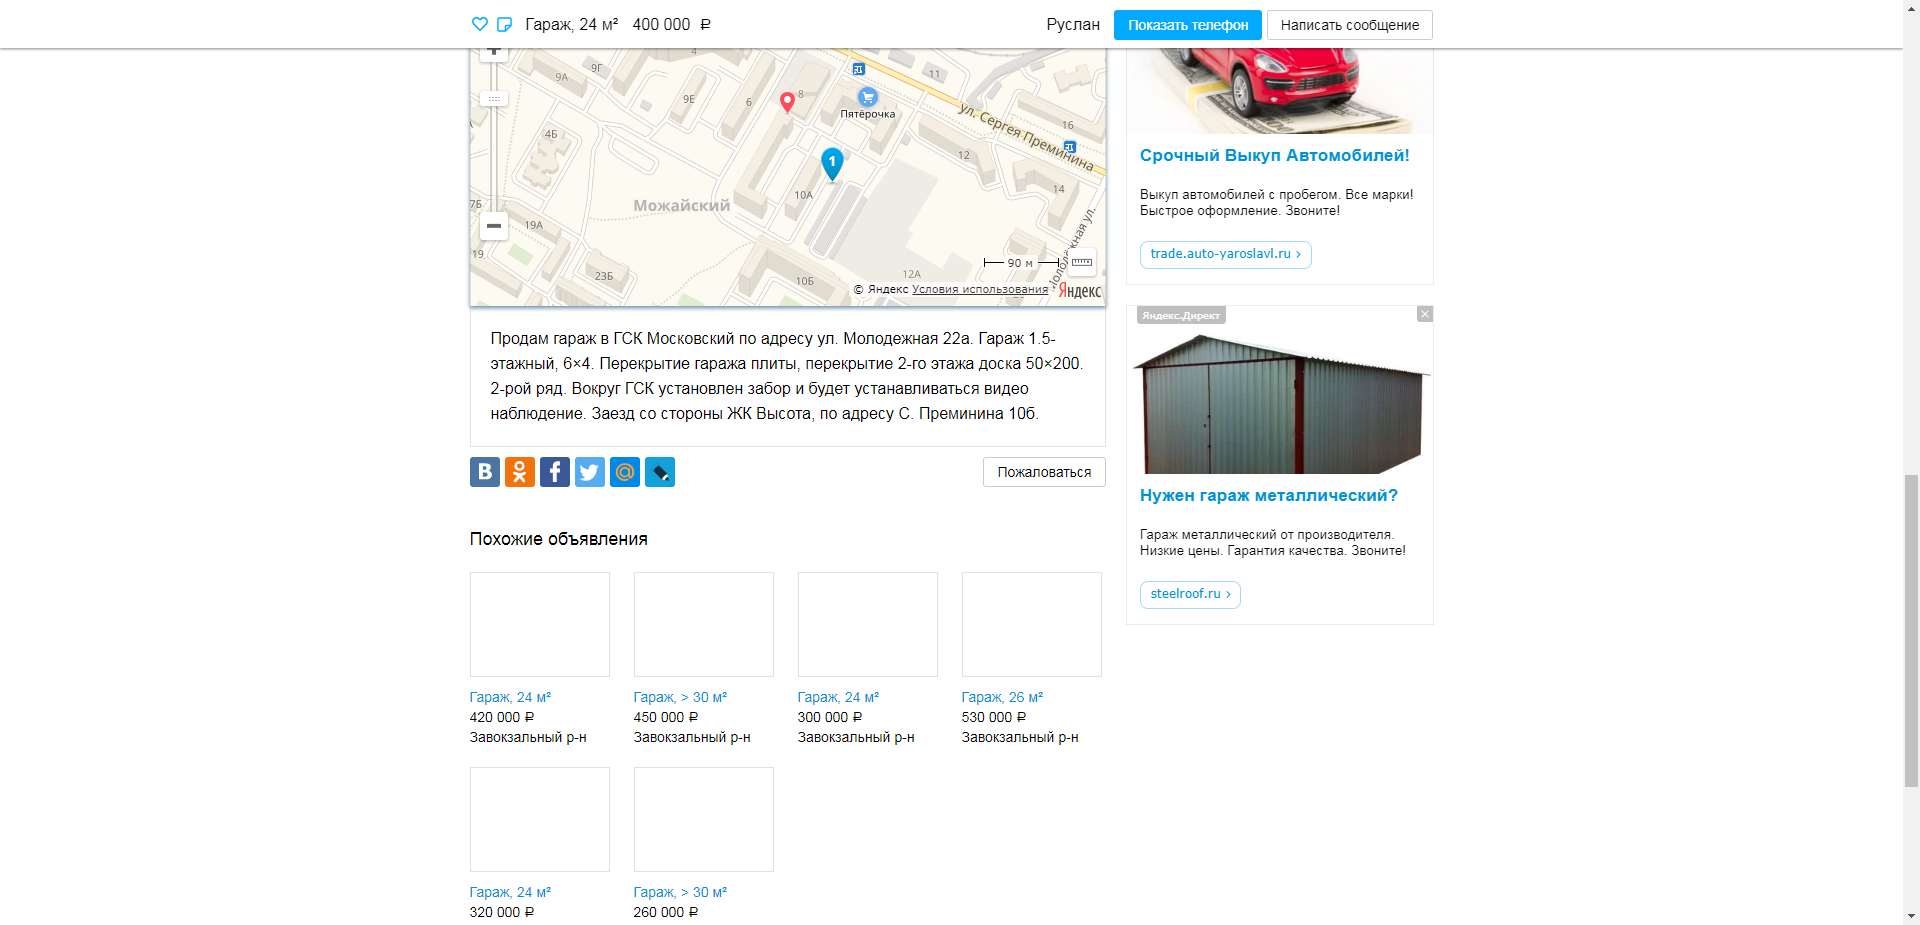 Гараж, 24 м² 400 000 ₽
Руслан
Показать телефон
Написать сообщение
9А
9Г
9Е
4
6
8
11
Пятёрочка
ул. Сергея Преминина
16
4Б
1
12
14
10А
Можайский
7Б
19А
19
23Б
10Б
12А
90 м
© Яндекс Условия использования
Яндекс
Продам гараж в ГСК Московский по адресу ул. Молодежная 22а. Гараж 1.5-
этажный, 6×4. Перекрытие гаража плиты, перекрытие 2-го этажа доска 50×200.
2-рой ряд. Вокруг ГСК установлен забор и будет устанавливаться видео
наблюдение. Заезд со стороны ЖК Высота, по адресу С. Преминина 10б.
Пожаловаться
Похожие объявления
Гараж, 24 м²
420 000 ₽
Завокзальный р-н
Гараж, > 30 м²
450 000 ₽
Завокзальный р-н
Гараж, 24 м²
300 000 ₽
Завокзальный р-н
Гараж, 26 м²
530 000 ₽
Завокзальный р-н
Гараж, 24 м²
320 000 ₽
Гараж, > 30 м²
260 000 ₽
Срочный Выкуп Автомобилей!
Выкуп автомобилей с пробегом. Все марки!
Быстрое оформление. Звоните!
trade.auto-yaroslavl.ru ›
Яндекс.Директ
Нужен гараж металлический?
Гараж металлический от производителя.
Низкие цены. Гарантия качества. Звоните!
steelroof.ru ›